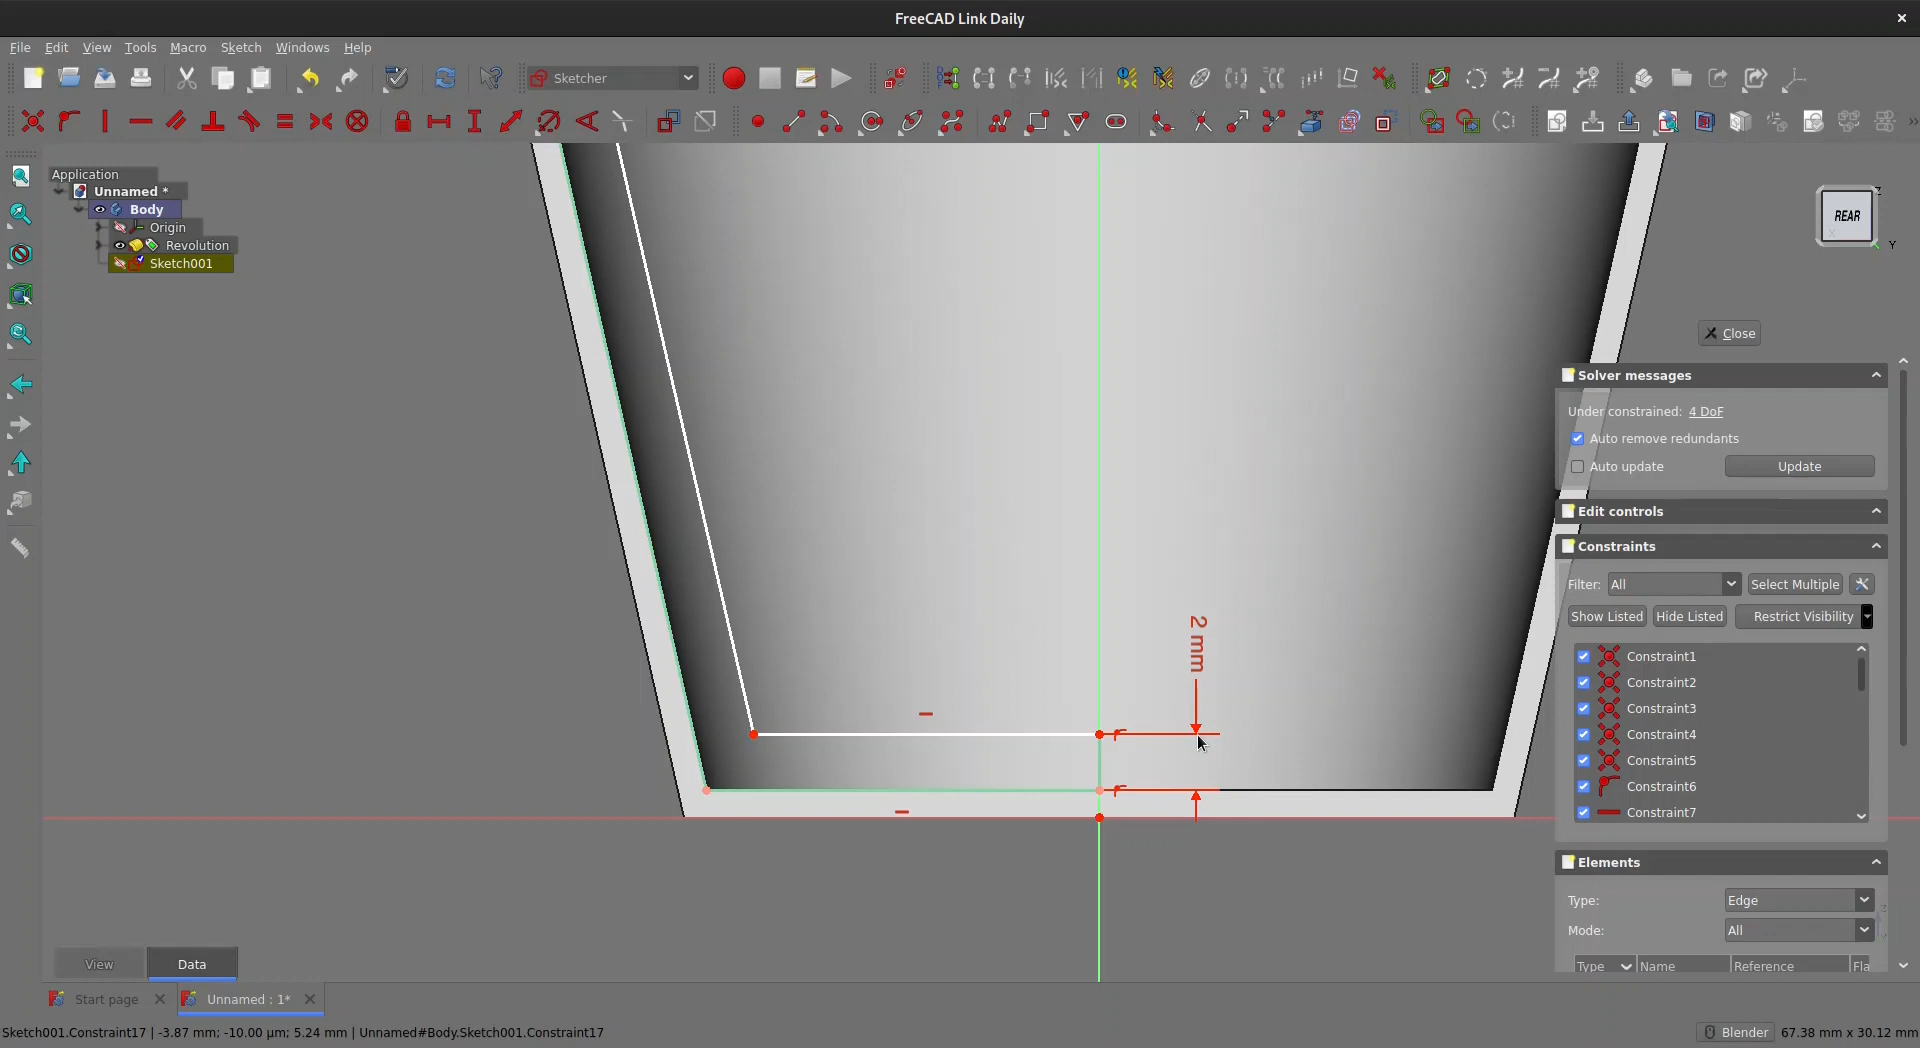 FreeCAD Link Daily
File Edit View Tools Macro Sketch Windows Help
Sketcher
Application
Unnamed *
Body
Origin
Revolution
Sketch001
REAR
Z
X
Y
Close
Solver messages
Under constrained: 4 DoF
Auto remove redundants
Auto update Update
Edit controls
Constraints
Filter: All Select Multiple
Show Listed Hide Listed Restrict Visibility
Constraint1
Constraint2
Constraint3
Constraint4
Constraint5
Constraint6
Constraint7
2 mm
Elements
Type: Edge
Mode: All
Type Name Reference Fla
View Data
Start page Unnamed : 1*
Sketch001.Constraint17 | -3.87 mm; -10.00 µm; 5.24 mm | Unnamed#Body.Sketch001.Constraint17
Blender 67.38 mm x 30.12 mm